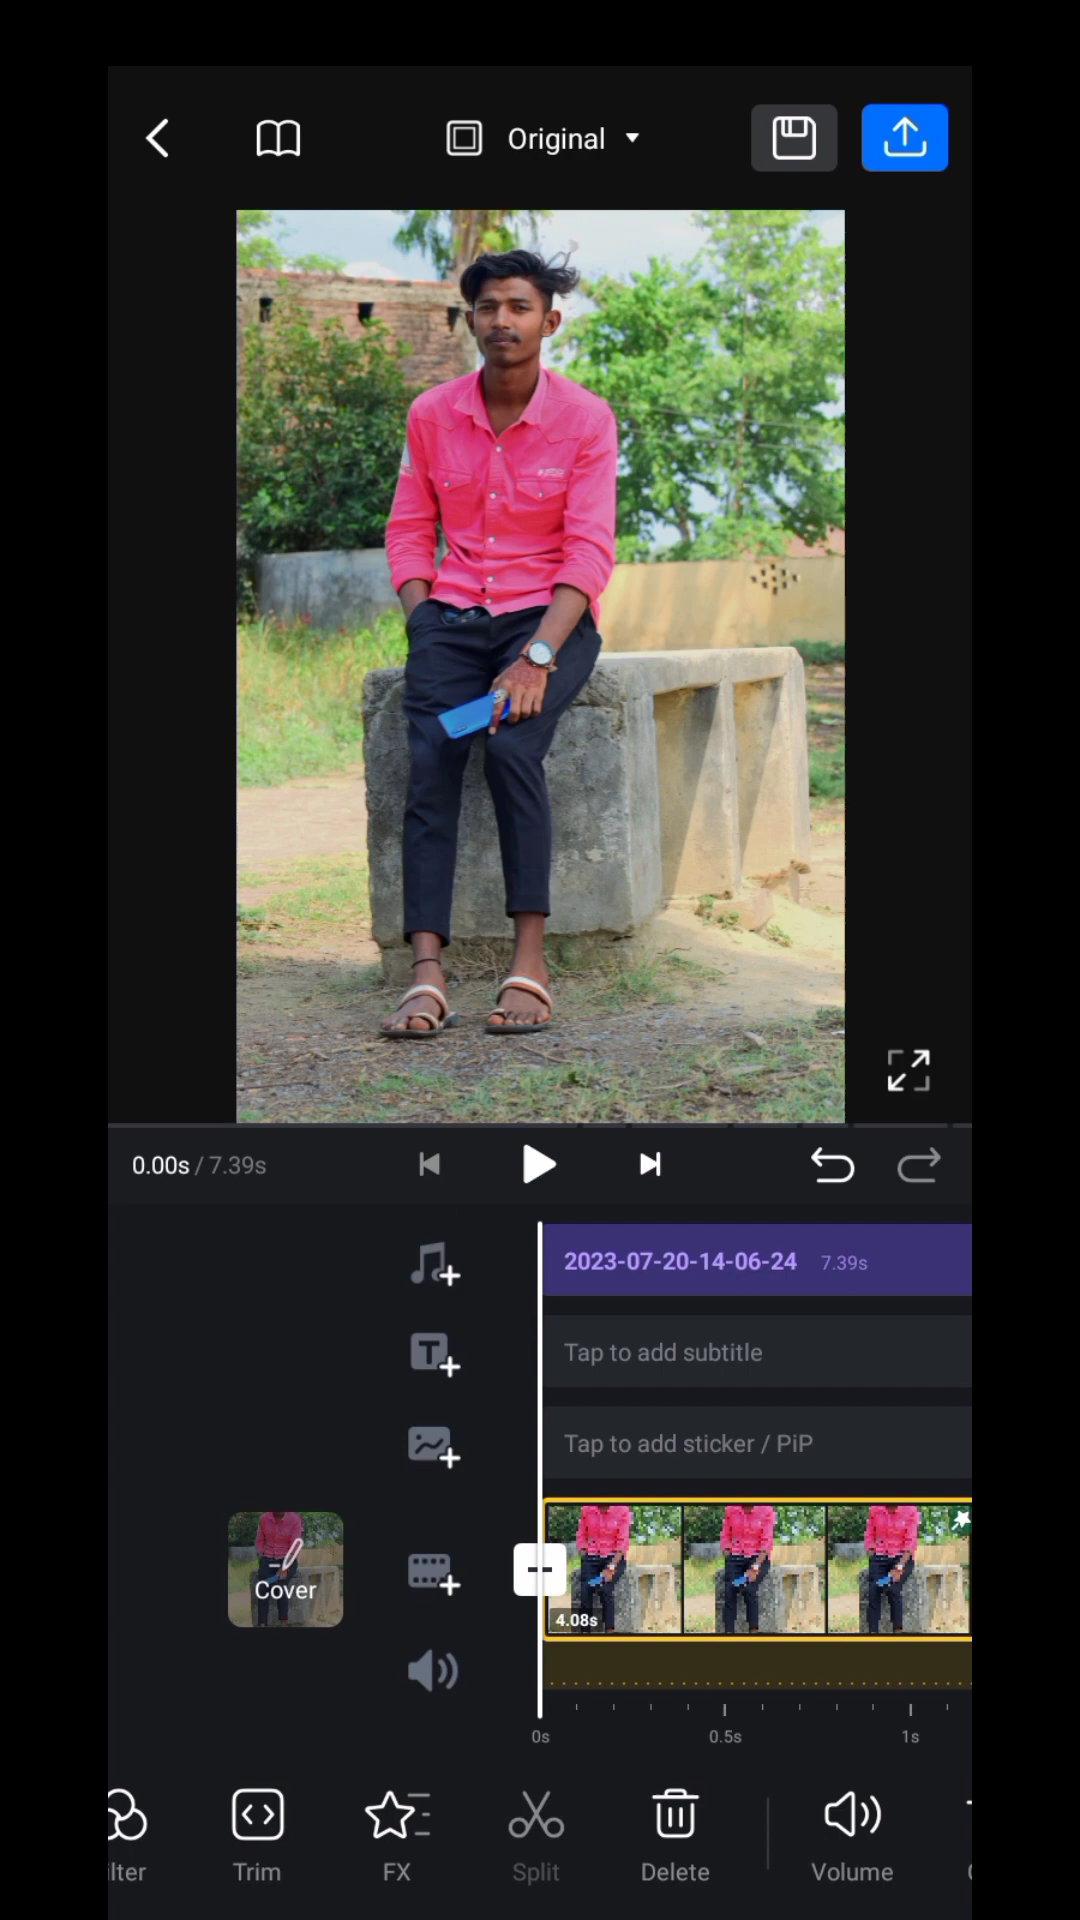 Original
0.00s / 7.39s
2023-07-20-14-06-24 7.39s
Tap to add subtitle
Tap to add sticker / PiP
Cover
4.08s
0s 0.5s 1s
ilter Trim FX Split Delete Volume